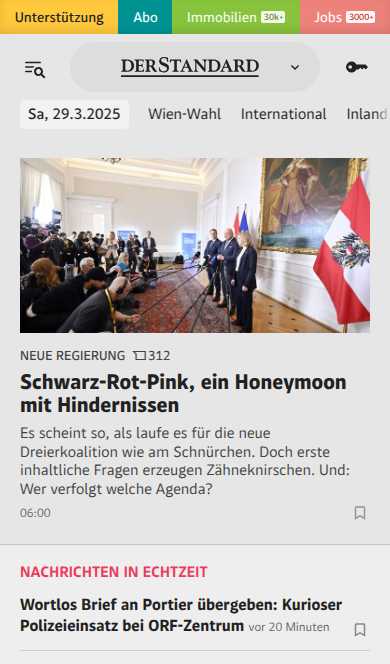 Unterstützung Abo Immobilien 30k+ Jobs 3000+
DERSTANDARD
Sa, 29.3.2025 Wien-Wahl International Inland
NEUE REGIERUNG 312
Schwarz-Rot-Pink, ein Honeymoon
mit Hindernissen
Es scheint so, als laufe es für die neue
Dreierkoalition wie am Schnürchen. Doch erste
inhaltliche Fragen erzeugen Zähneknirschen. Und:
Wer verfolgt welche Agenda?
06:00
NACHRICHTEN IN ECHTZEIT
Wortlos Brief an Portier übergeben: Kurioser
Polizeieinsatz bei ORF-Zentrum vor 20 Minuten